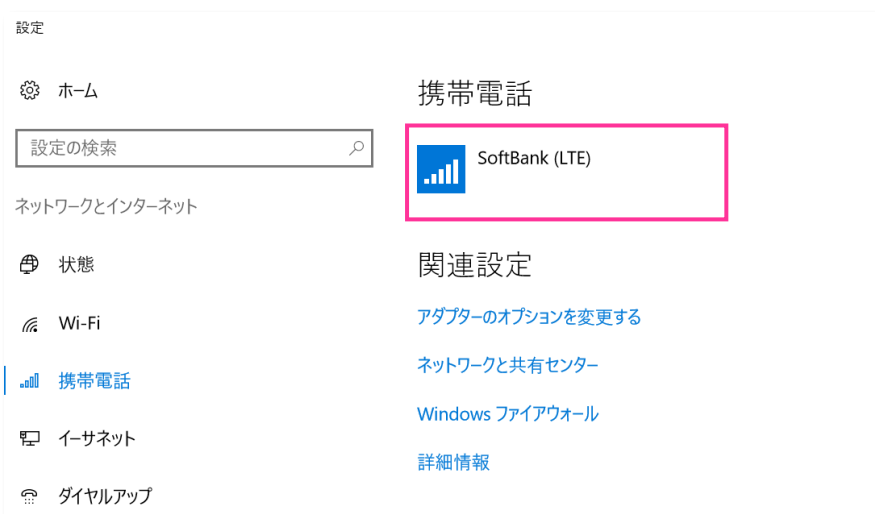 設定
ホーム
設定の検索
ネットワークとインターネット
状態
Wi-Fi
携帯電話
イーサネット
ダイヤルアップ
携帯電話
SoftBank (LTE)
関連設定
アダプターのオプションを変更する
ネットワークと共有センター
Windows ファイアウォール
詳細情報